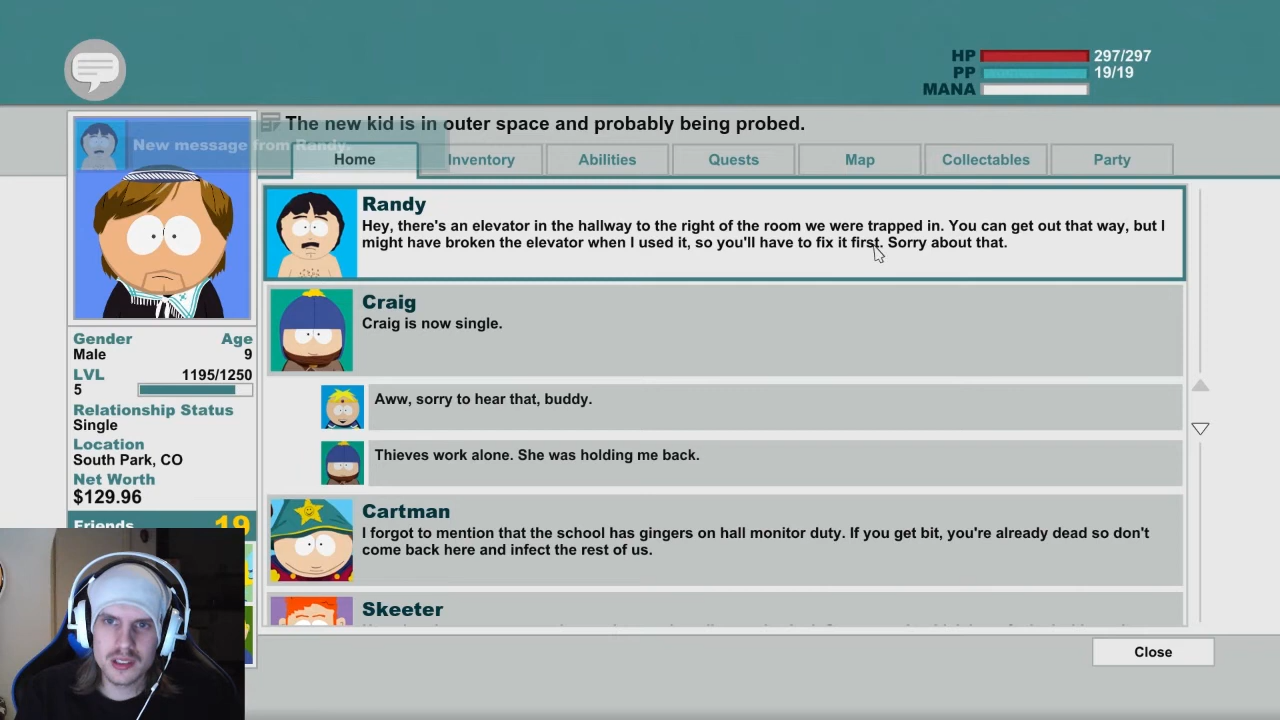 HP 297/297
PP 19/19
MANA
The new kid is in outer space and probably being probed.
New message from Randy.
Home Inventory Abilities Quests Map Collectables Party
Randy
Hey, there's an elevator in the hallway to the right of the room we were trapped in. You can get out that way, but I
might have broken the elevator when I used it, so you'll have to fix it first. Sorry about that.
Craig
Craig is now single.
Aww, sorry to hear that, buddy.
Thieves work alone. She was holding me back.
Cartman
I forgot to mention that the school has gingers on hall monitor duty. If you get bit, you're already dead so don't
come back here and infect the rest of us.
Skeeter
Gender Age
Male 9
LVL 1195/1250
5
Relationship Status
Single
Location
South Park, CO
Net Worth
$129.96
Friends 19
Close